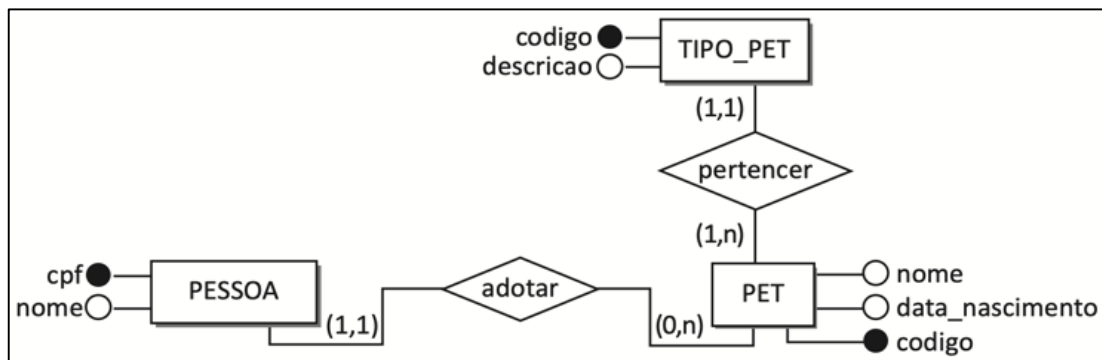 codigo
descricao
TIPO_PET
(1,1)
pertencer
(1,n)
cpf
nome
PESSOA
(1,1)
adotar
(0,n)
PET
nome
data_nascimento
codigo